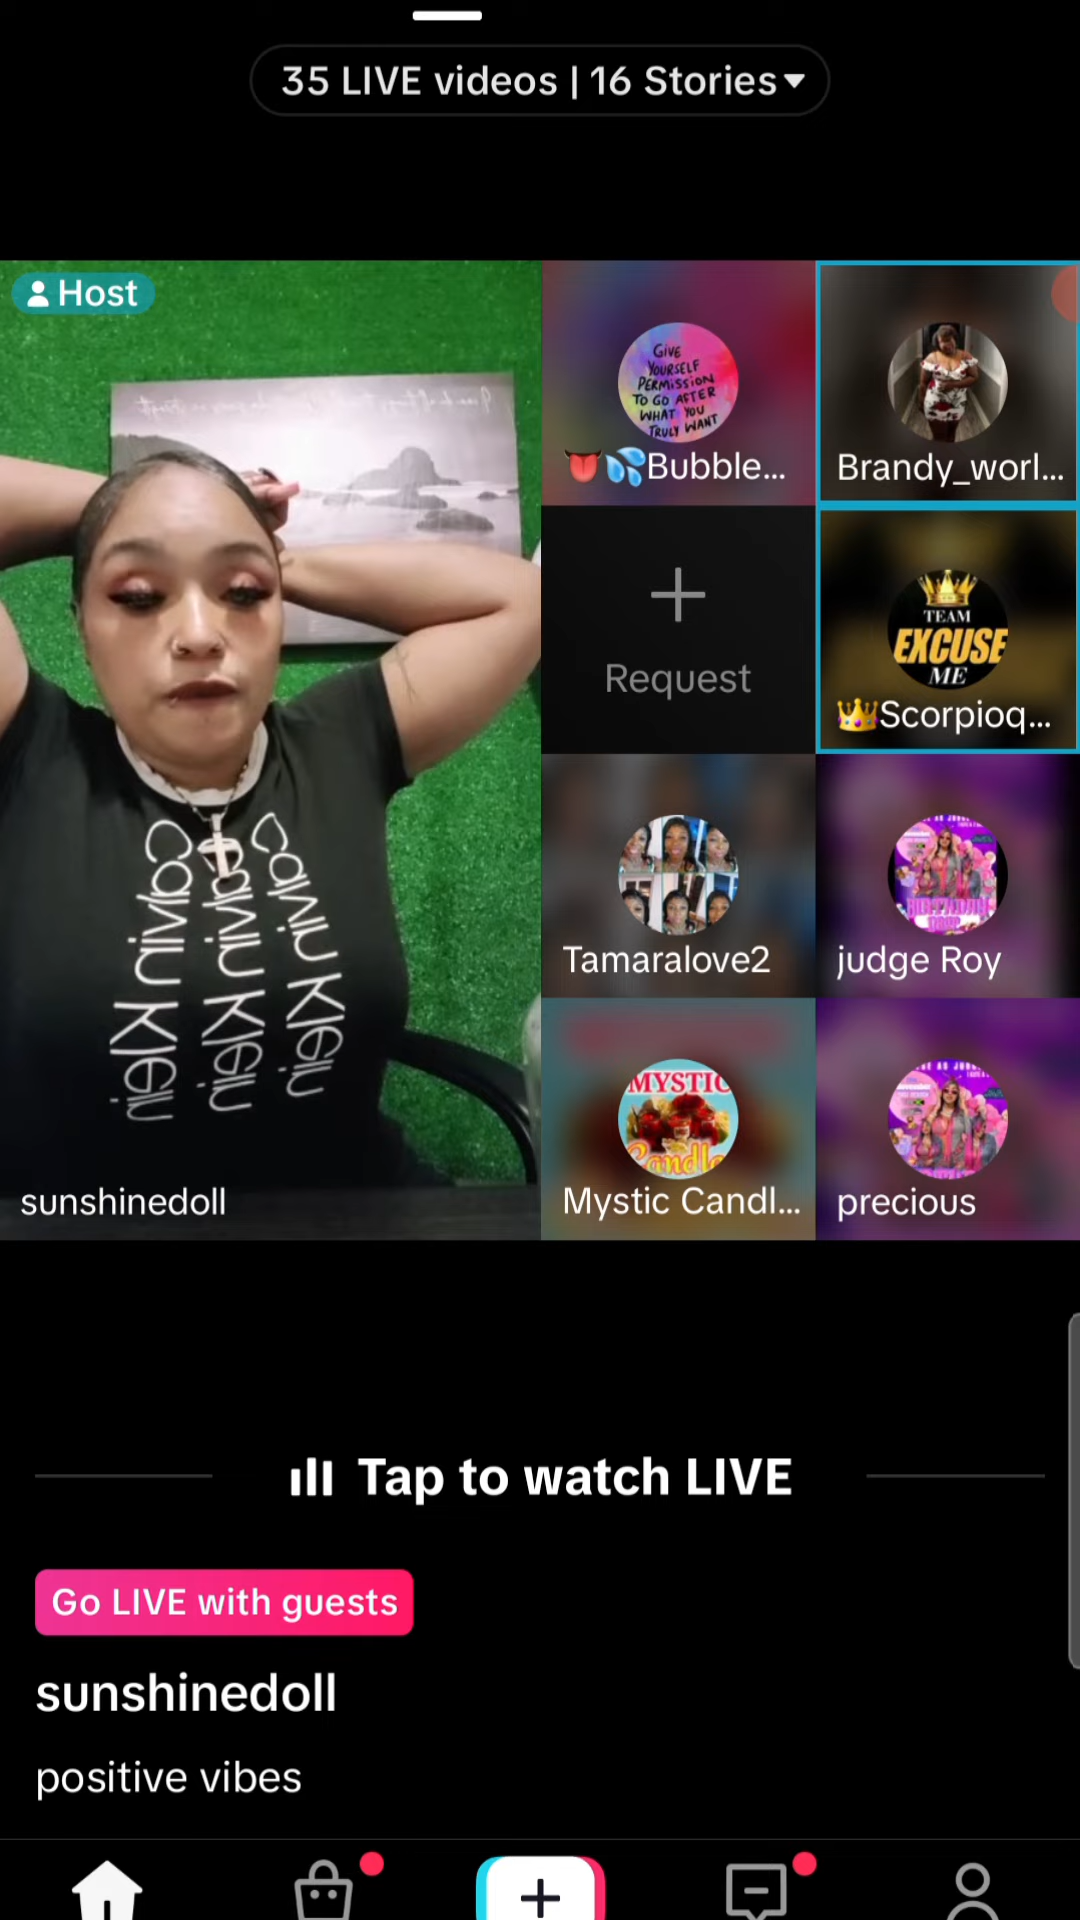 35 LIVE videos | 16 Stories
Host
GIVE
YOURSELF
PERMISSION
TO GO AFTER
WHAT YOU
TRULY WANT
👅💦Bubble...
Brandy_worl...
Request
TEAM
EXCUSE
ME
👑Scorpioq...
Tamaralove2
judge Roy
MYSTIC
Candle
Mystic Candl...
precious
sunshinedoll
Tap to watch LIVE
Go LIVE with guests
sunshinedoll
positive vibes